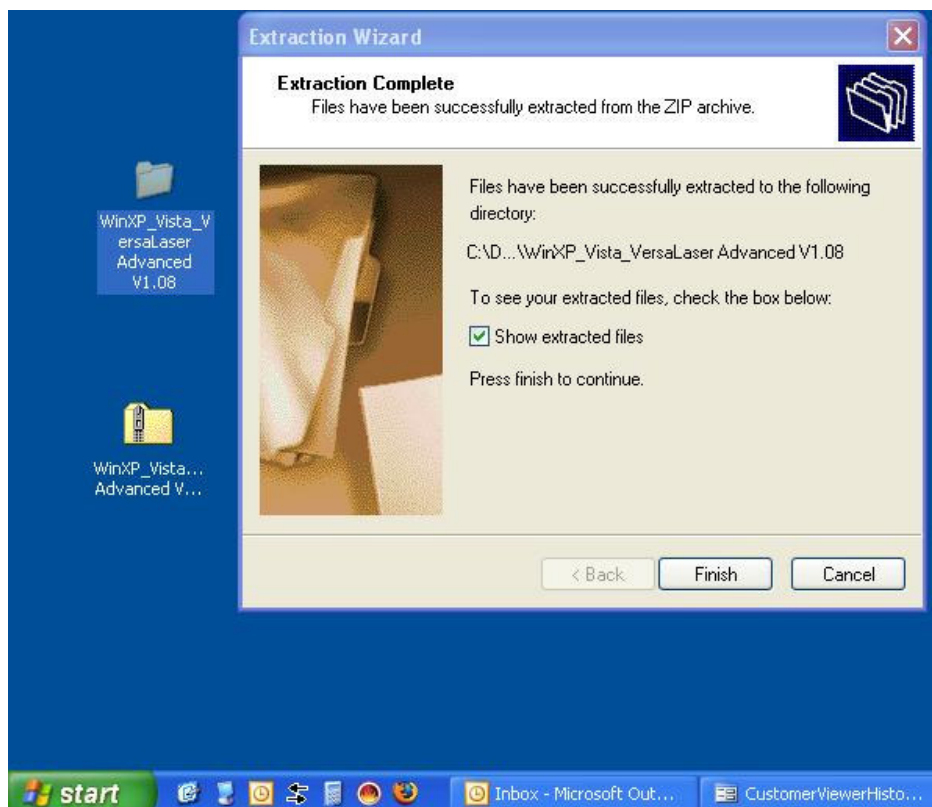 Extraction Wizard
Extraction Complete
Files have been successfully extracted from the ZIP archive.
WinXP_Vista_V
ersaLaser
Advanced
V1.08
Files have been successfully extracted to the following
directory:
C:\D...\WinXP_Vista_VersaLaser Advanced V1.08
To see your extracted files, check the box below:
Show extracted files
Press finish to continue.
WinXP_Vista...
Advanced V...
< Back
Finish
Cancel
start
Inbox - Microsoft Out...
CustomerViewerHisto...